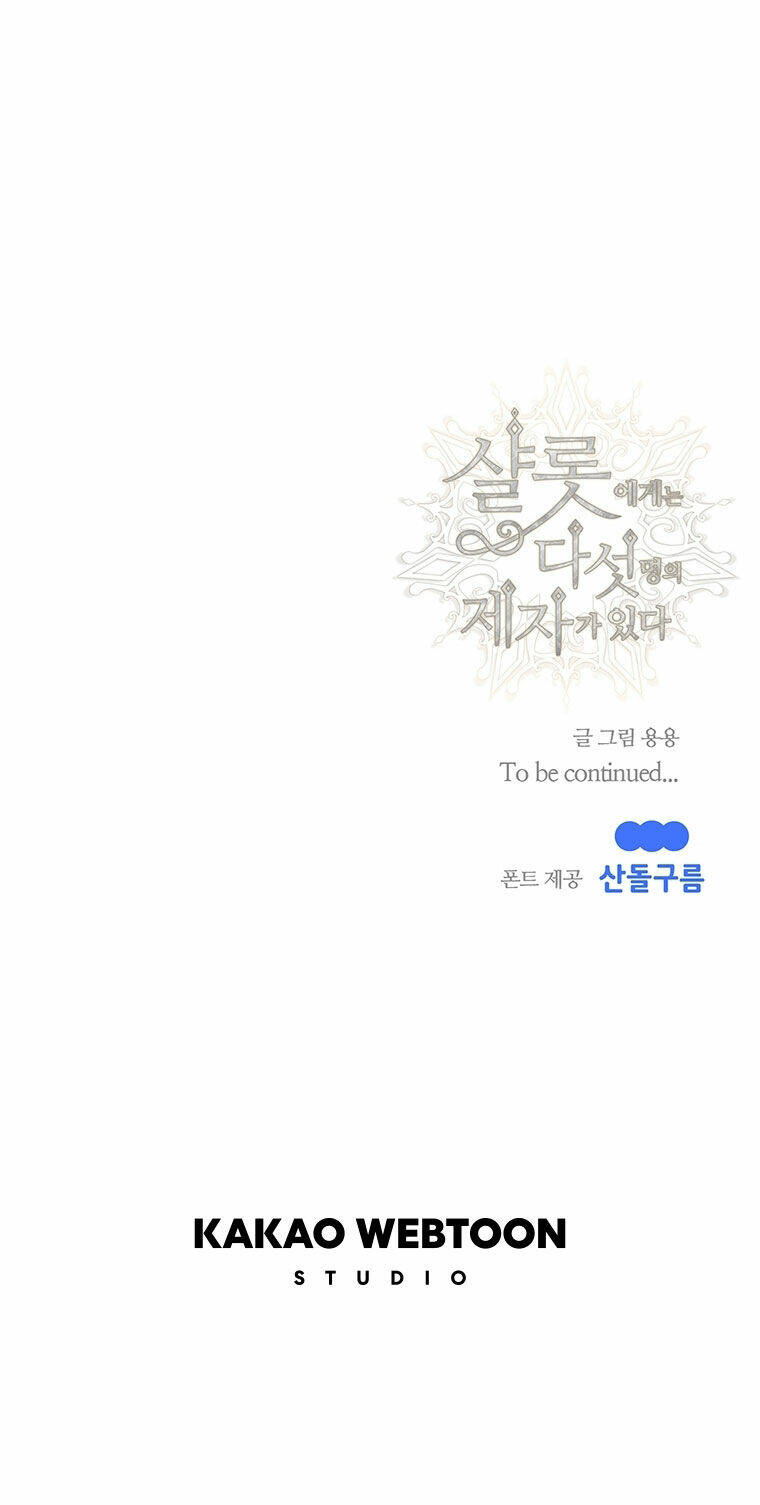 샬롯에게는
다섯명의
제자가 있다
글 그림 용용
To be continued...
폰트 제공 산돌구름
KAKAO WEBTOON
STUDIO